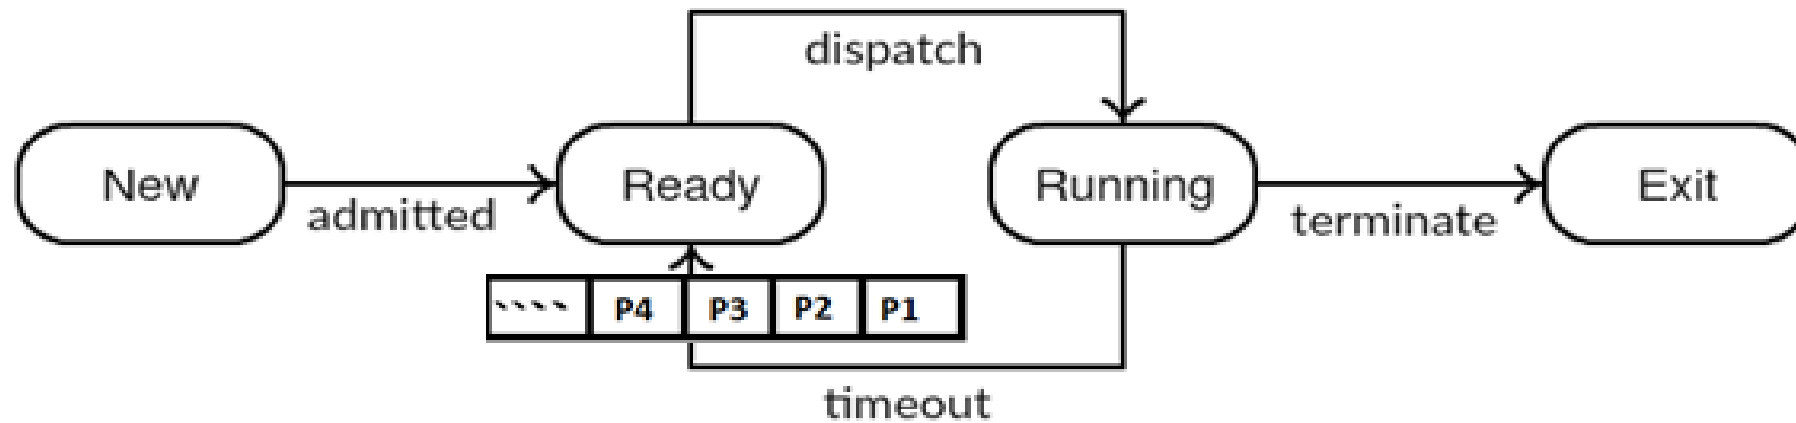 dispatch
New
Ready
Running
Exit
admitted
terminate
P4 P3 P2 P1
timeout